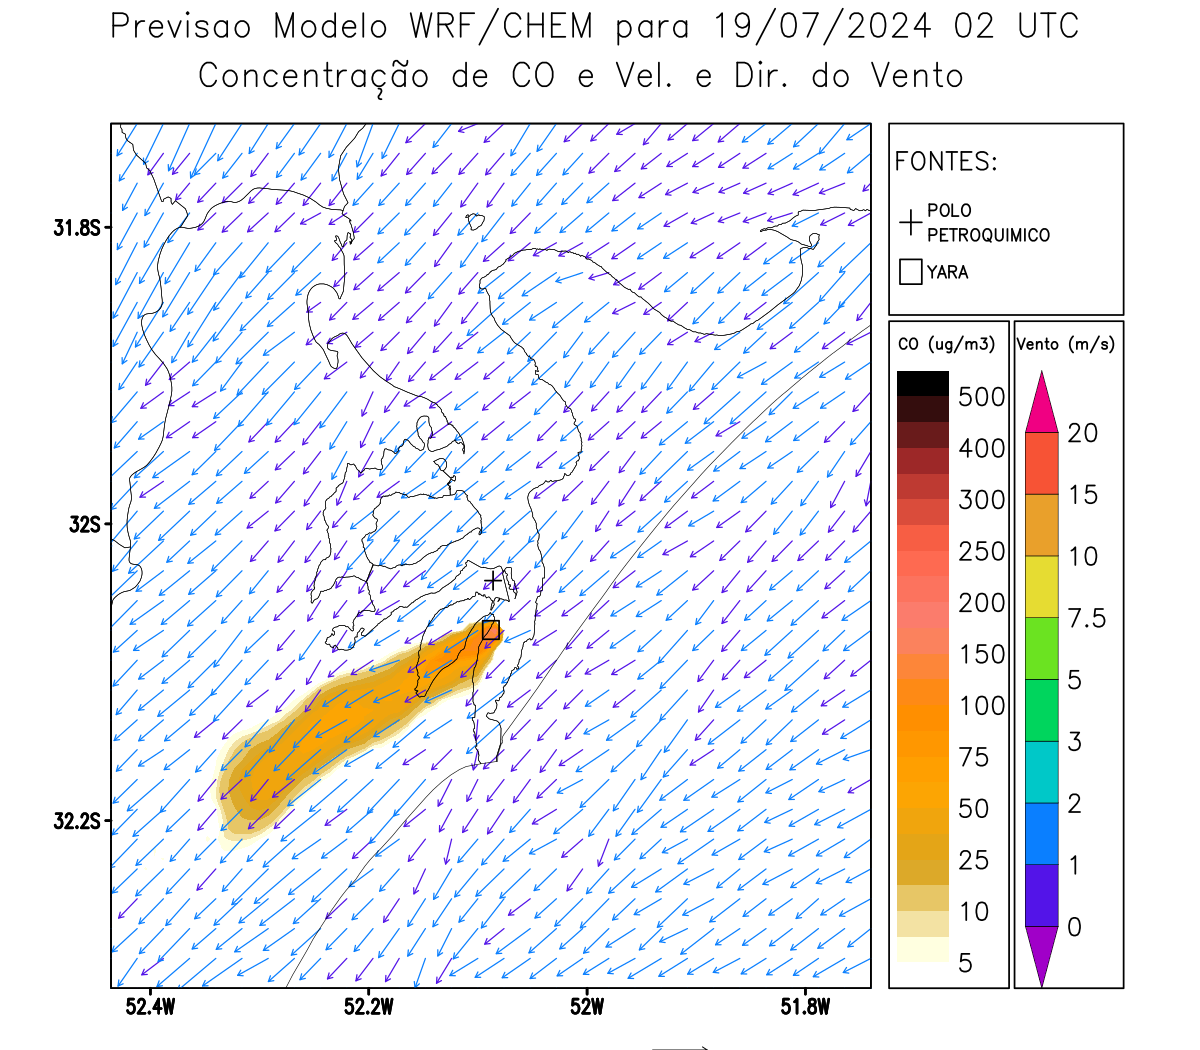 Previsao Modelo WRF/CHEM para 19/07/2024 02 UTC
Concentração de CO e Vel. e Dir. do Vento
FONTES:
POLO
PETROQUIMICO
YARA
CO (ug/m3)
500
400
300
250
200
150
100
75
50
25
10
5
Vento (m/s)
20
15
10
7.5
5
3
2
1
0
31.8S
32S
32.2S
52.4W
52.2W
52W
51.8W